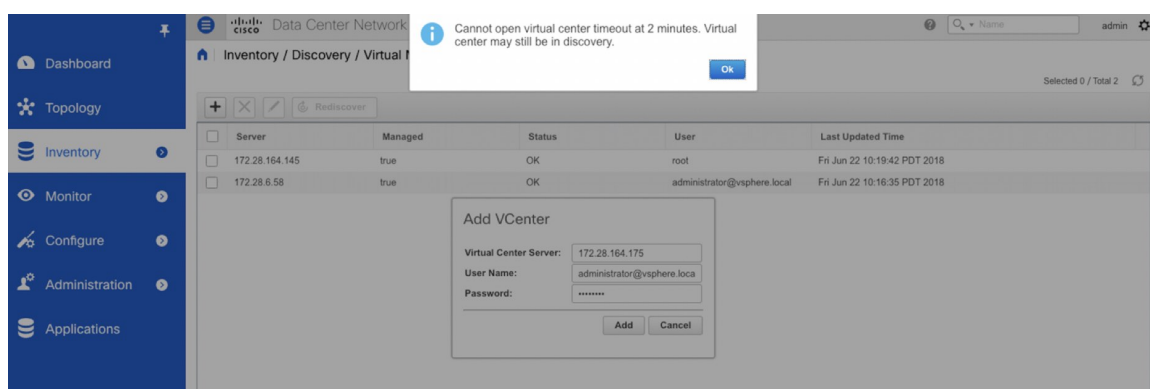 cisco Data Center Network
Cannot open virtual center timeout at 2 minutes. Virtual
center may still be in discovery.
Ok
Name
admin
Inventory / Discovery / Virtual
Selected 0 / Total 2
Dashboard
Topology
Inventory
Monitor
Configure
Administration
Applications
Rediscover
Server Managed Status User Last Updated Time
172.28.164.145 true OK root Fri Jun 22 10:19:42 PDT 2018
172.28.6.58 true OK administrator@vsphere.local Fri Jun 22 10:16:35 PDT 2018
Add VCenter
Virtual Center Server: 172.28.164.175
User Name: administrator@vsphere.loca
Password: ••••••••
Add Cancel